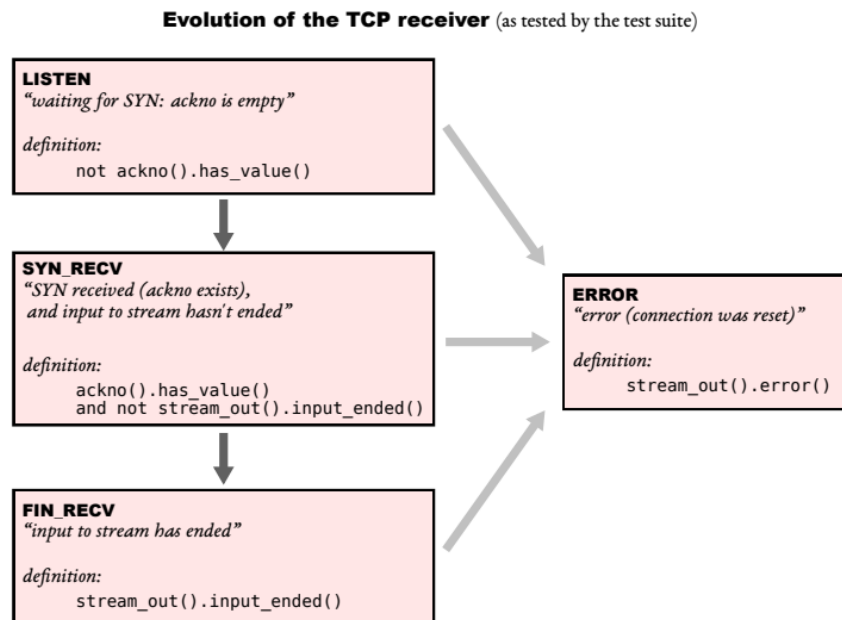 Evolution of the TCP receiver (as tested by the test suite)
LISTEN
“waiting for SYN: ackno is empty”
definition:
not ackno().has_value()
SYN_RECV
“SYN received (ackno exists),
and input to stream hasn't ended”
definition:
ackno().has_value()
and not stream_out().input_ended()
FIN_RECV
“input to stream has ended”
definition:
stream_out().input_ended()
ERROR
“error (connection was reset)”
definition:
stream_out().error()